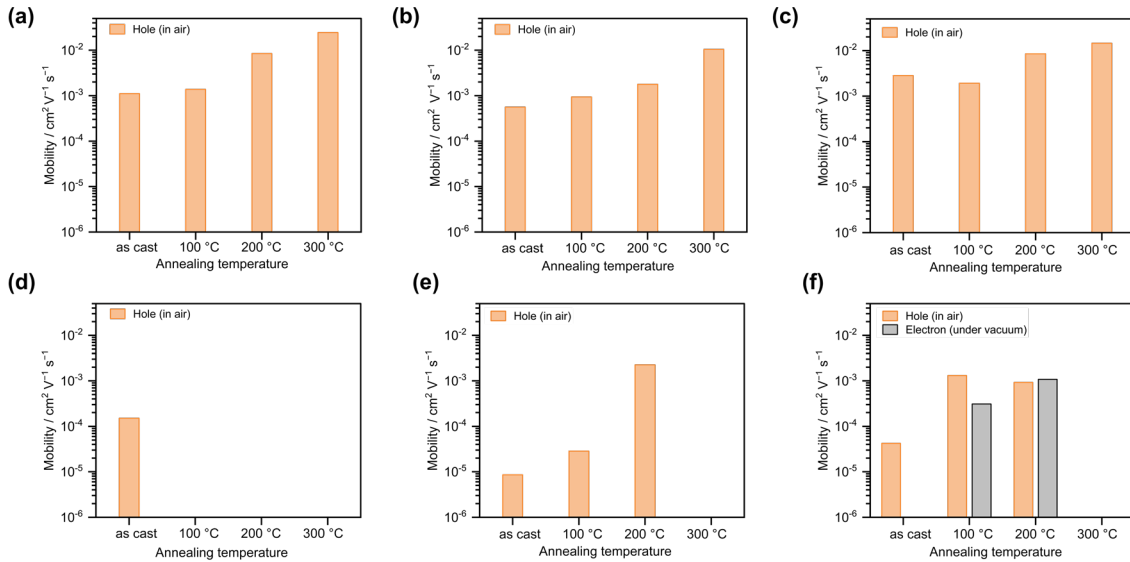 (a)
Hole (in air)
Mobility / cm² V⁻¹ s⁻¹
10⁻²
10⁻³
10⁻⁴
10⁻⁵
10⁻⁶
as cast 100 °C 200 °C 300 °C
Annealing temperature
(b)
Hole (in air)
Mobility / cm² V⁻¹ s⁻¹
10⁻²
10⁻³
10⁻⁴
10⁻⁵
10⁻⁶
as cast 100 °C 200 °C 300 °C
Annealing temperature
(c)
Hole (in air)
Mobility / cm² V⁻¹ s⁻¹
10⁻²
10⁻³
10⁻⁴
10⁻⁵
10⁻⁶
as cast 100 °C 200 °C 300 °C
Annealing temperature
(d)
Hole (in air)
Mobility / cm² V⁻¹ s⁻¹
10⁻²
10⁻³
10⁻⁴
10⁻⁵
10⁻⁶
as cast 100 °C 200 °C 300 °C
Annealing temperature
(e)
Hole (in air)
Mobility / cm² V⁻¹ s⁻¹
10⁻²
10⁻³
10⁻⁴
10⁻⁵
10⁻⁶
as cast 100 °C 200 °C 300 °C
Annealing temperature
(f)
Hole (in air)
Electron (under vacuum)
Mobility / cm² V⁻¹ s⁻¹
10⁻²
10⁻³
10⁻⁴
10⁻⁵
10⁻⁶
as cast 100 °C 200 °C 300 °C
Annealing temperature